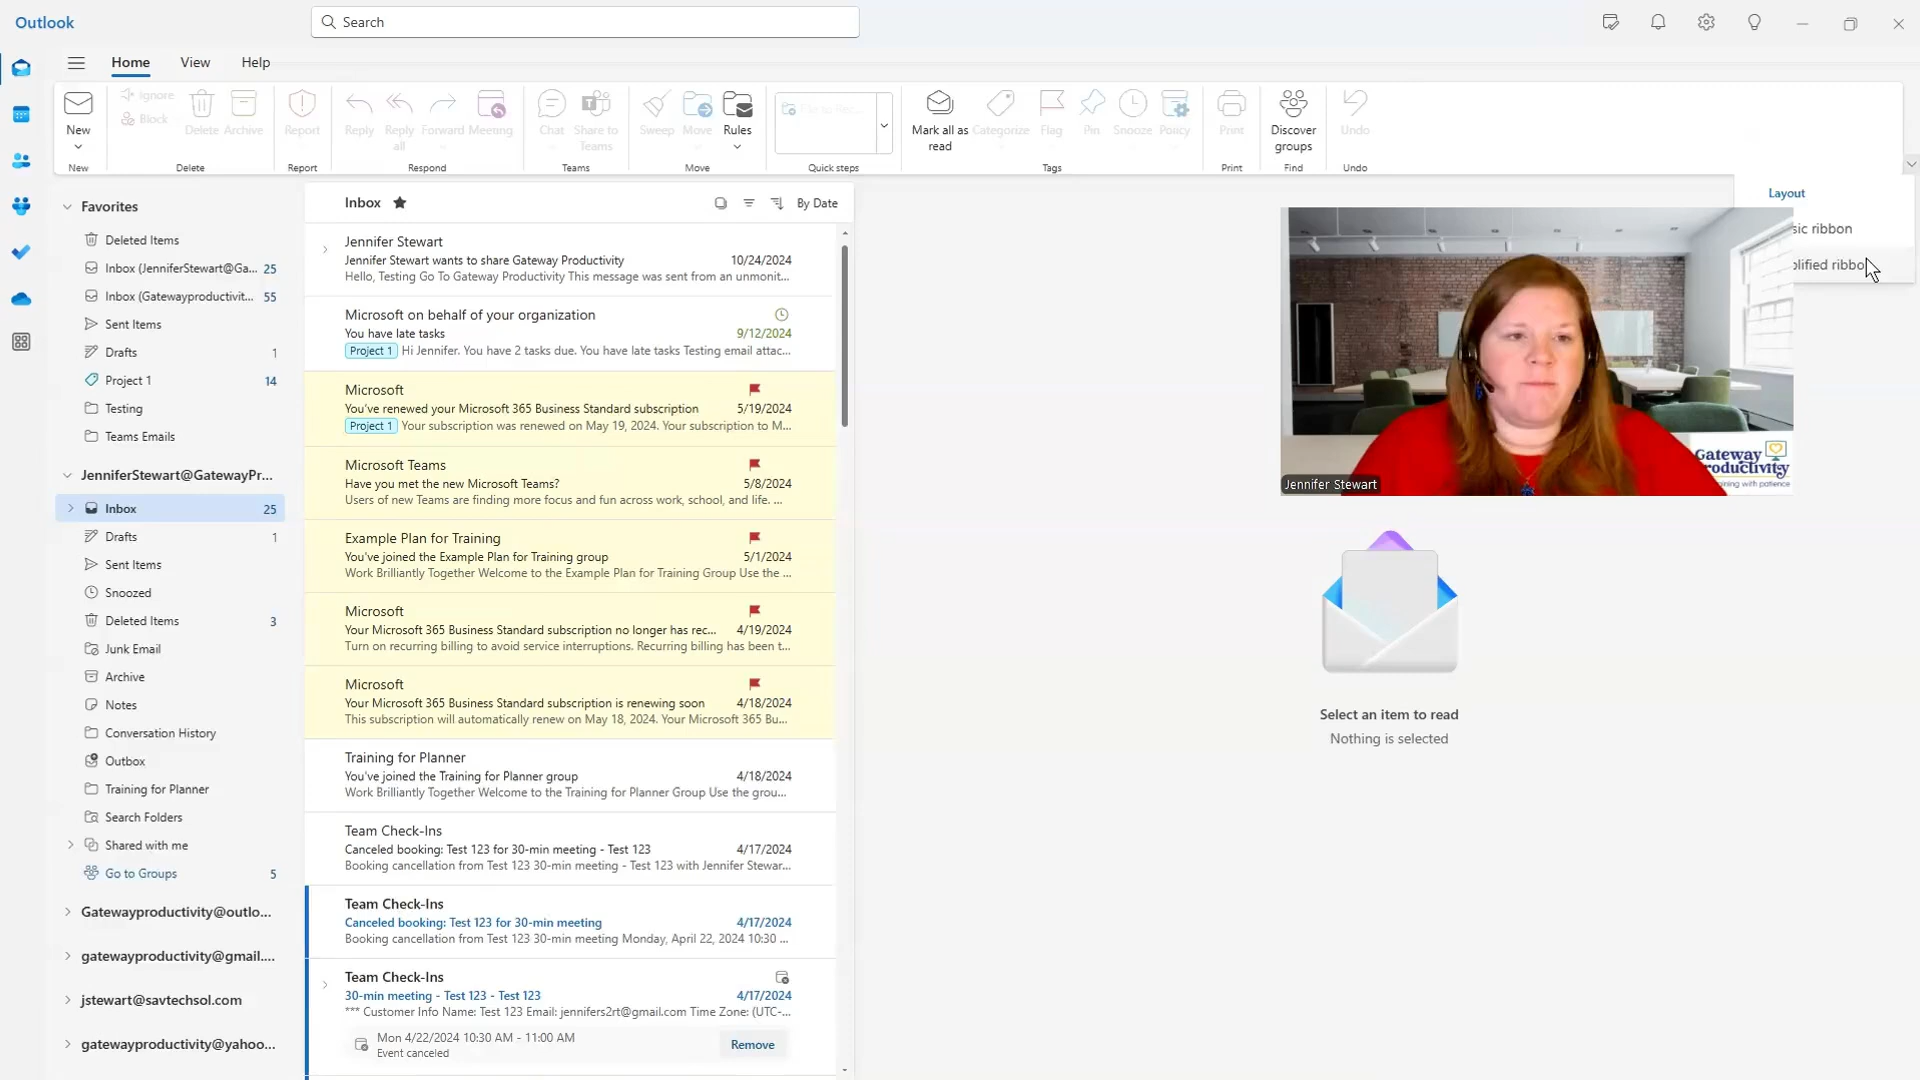 Outlook
Search
Home View Help
New
Ignore
Block
Delete
Archive
Report
Reply
Reply all
Forward
Meeting
Chat
Share to Teams
Sweep
Move
Rules
Mark all as read
Categorize
Flag
Pin
Snooze
Policy
Print
Discover groups
Undo
New
Delete
Report
Respond
Teams
Move
Quick steps
Tags
Print
Find
Undo
Layout
sic ribbon
plified ribbo
Favorites
Deleted Items
Inbox (JenniferStewart@Ga... 25
Inbox (Gatewayproductivit... 55
Sent Items
Drafts 1
Project 1 14
Testing
Teams Emails
JenniferStewart@GatewayPr...
Inbox 25
Drafts 1
Sent Items
Snoozed
Deleted Items 3
Junk Email
Archive
Notes
Conversation History
Outbox
Training for Planner
Search Folders
Shared with me
Go to Groups 5
Gatewayproductivity@outlo...
gatewayproductivity@gmail....
jstewart@savtechsol.com
gatewayproductivity@yahoo...
Inbox By Date
Jennifer Stewart
Jennifer Stewart wants to share Gateway Productivity 10/24/2024
Hello, Testing Go To Gateway Productivity This message was sent from an unmonit...
Microsoft on behalf of your organization
You have late tasks 9/12/2024
Project 1 Hi Jennifer. You have 2 tasks due. You have late tasks Testing email attac...
Microsoft
You've renewed your Microsoft 365 Business Standard subscription 5/19/2024
Project 1 Your subscription was renewed on May 19, 2024. Your subscription to M...
Microsoft Teams
Have you met the new Microsoft Teams? 5/8/2024
Users of new Teams are finding more focus and fun across work, school, and life. ...
Example Plan for Training
You've joined the Example Plan for Training group 5/1/2024
Work Brilliantly Together Welcome to the Example Plan for Training Group Use the ...
Microsoft
Your Microsoft 365 Business Standard subscription no longer has rec... 4/19/2024
Turn on recurring billing to avoid service interruptions. Recurring billing has been t...
Microsoft
Your Microsoft 365 Business Standard subscription is renewing soon 4/18/2024
This subscription will automatically renew on May 18, 2024. Your Microsoft 365 Bu...
Training for Planner
You've joined the Training for Planner group 4/18/2024
Work Brilliantly Together Welcome to the Training for Planner Group Use the grou...
Team Check-Ins
Canceled booking: Test 123 for 30-min meeting - Test 123 4/17/2024
Booking cancellation from Test 123 30-min meeting - Test 123 with Jennifer Stewar...
Team Check-Ins
Canceled booking: Test 123 for 30-min meeting 4/17/2024
Booking cancellation from Test 123 30-min meeting Monday, April 22, 2024 10:30 ...
Team Check-Ins
30-min meeting - Test 123 - Test 123 4/17/2024
*** Customer Info Name: Test 123 Email: jennifers2rt@gmail.com Time Zone: (UTC-...
Mon 4/22/2024 10:30 AM - 11:00 AM
Event canceled
Remove
Gateway
roductivity
ining with patience
Jennifer Stewart
Select an item to read
Nothing is selected